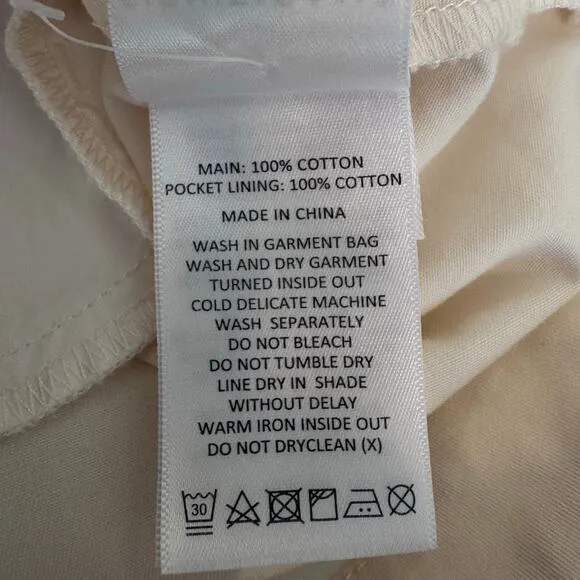 MAIN: 100% COTTON
POCKET LINING: 100% COTTON
MADE IN CHINA
WASH IN GARMENT BAG
WASH AND DRY GARMENT
TURNED INSIDE OUT
COLD DELICATE MACHINE
WASH SEPARATELY
DO NOT BLEACH
DO NOT TUMBLE DRY
LINE DRY IN SHADE
WITHOUT DELAY
WARM IRON INSIDE OUT
DO NOT DRYCLEAN (X)
30